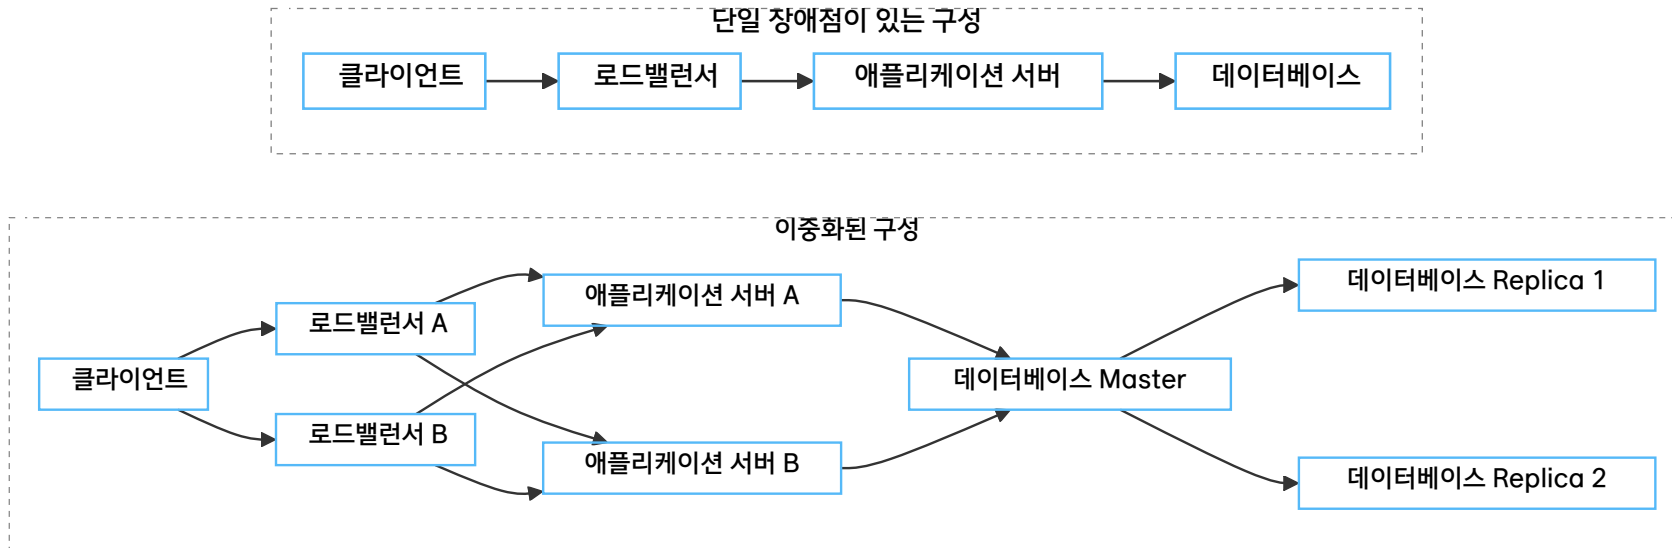 단일 장애점이 있는 구성
클라이언트
로드밸런서
애플리케이션 서버
데이터베이스
이중화된 구성
클라이언트
로드밸런서 A
로드밸런서 B
애플리케이션 서버 A
애플리케이션 서버 B
데이터베이스 Master
데이터베이스 Replica 1
데이터베이스 Replica 2